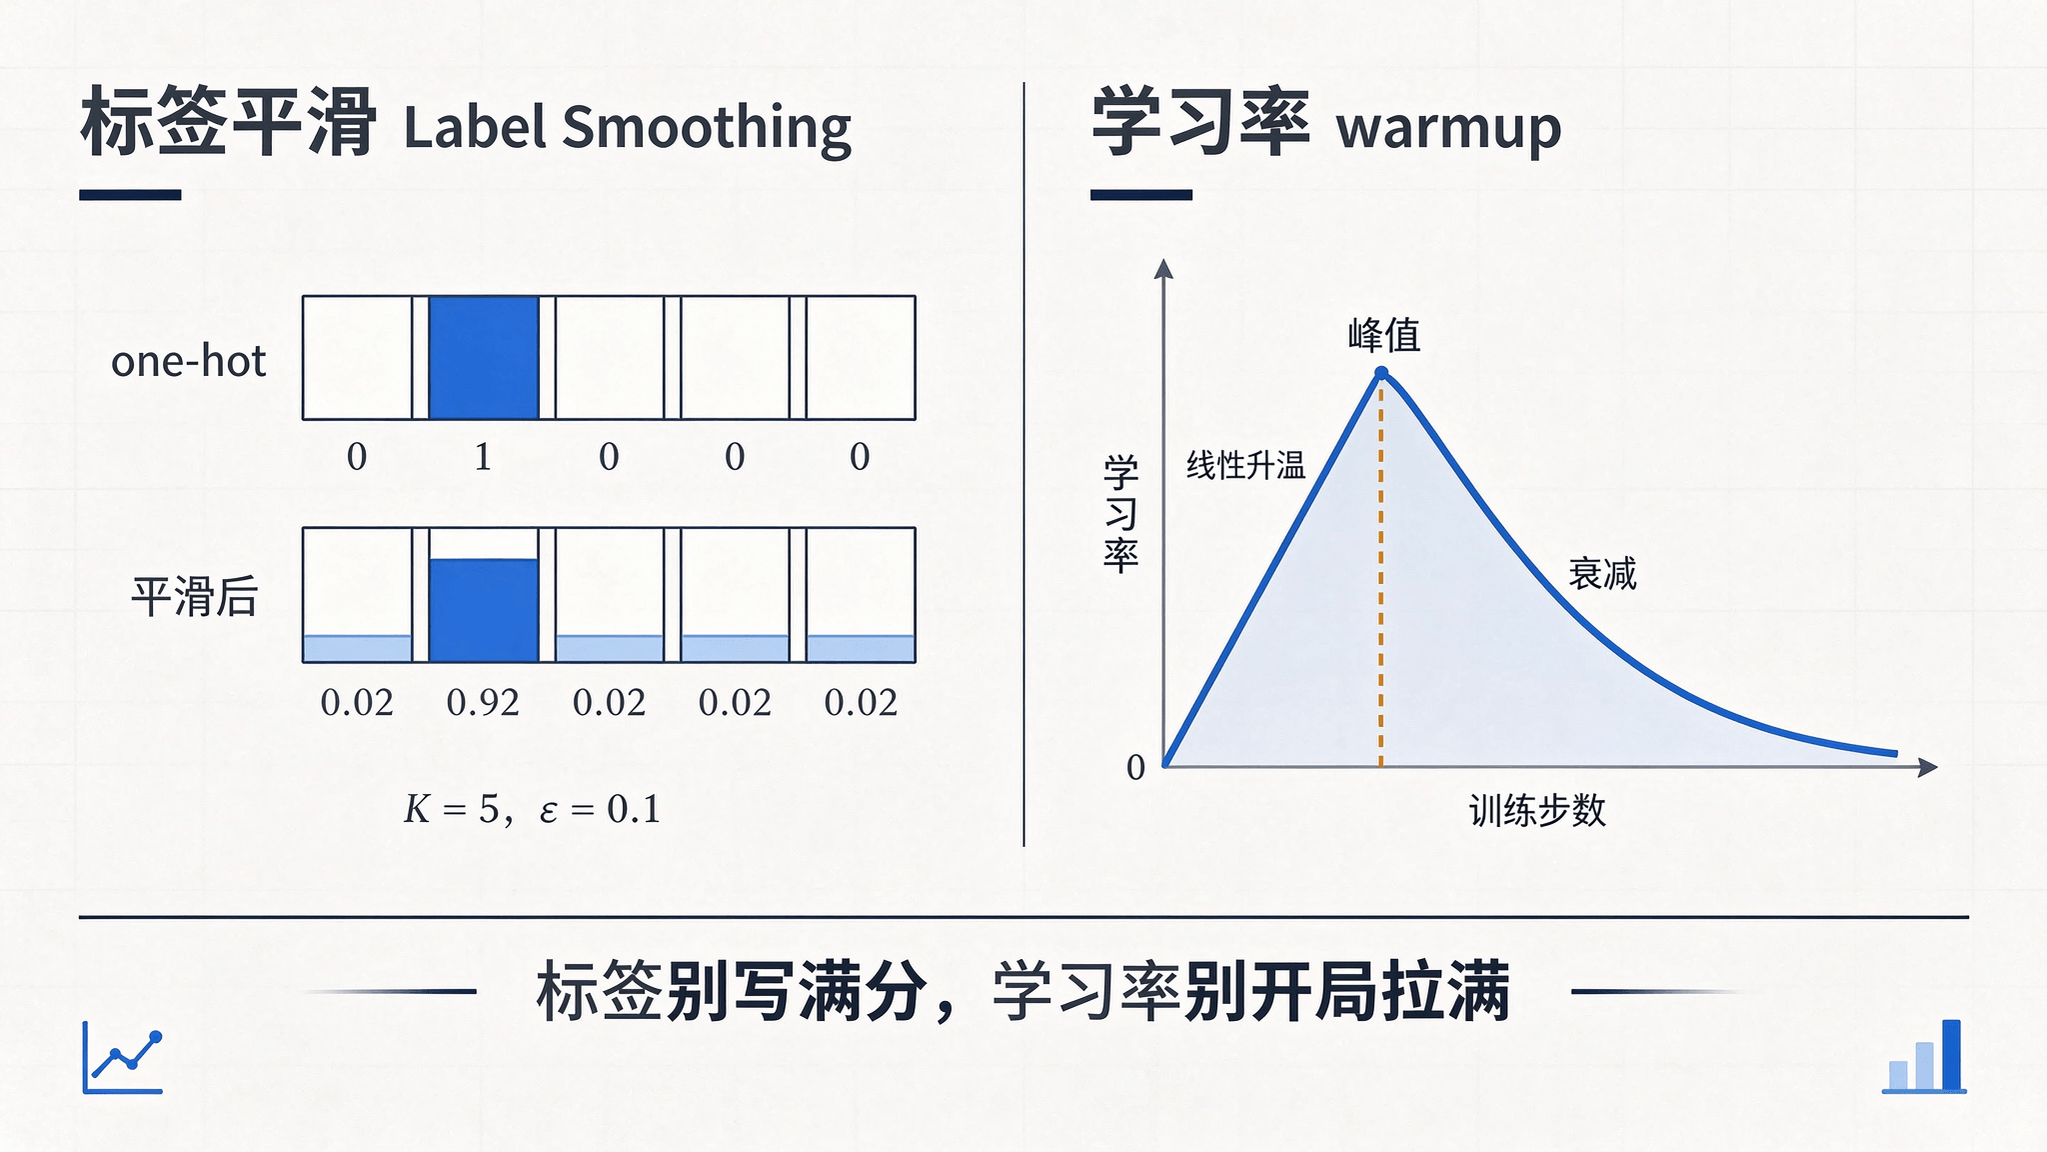 标签平滑 Label Smoothing
one-hot
0 1 0 0 0
平滑后
0.02 0.92 0.02 0.02 0.02
K = 5, ε = 0.1
学习率 warmup
峰值
线性升温
学习率
衰减
0
训练步数
标签别写满分，学习率别开局拉满